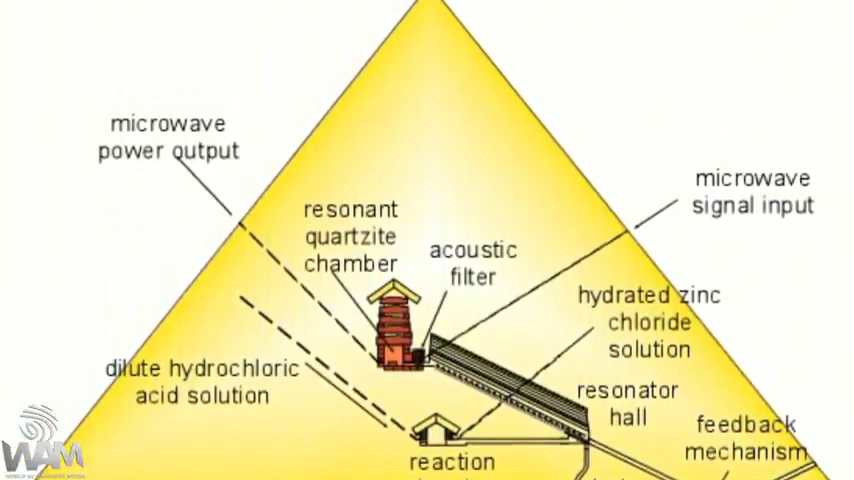 microwave
power output
microwave
signal input
resonant
quartzite
chamber
acoustic
filter
hydrated zinc
chloride
solution
dilute hydrochloric
acid solution
resonator
hall
feedback
mechanism
reaction
WAM